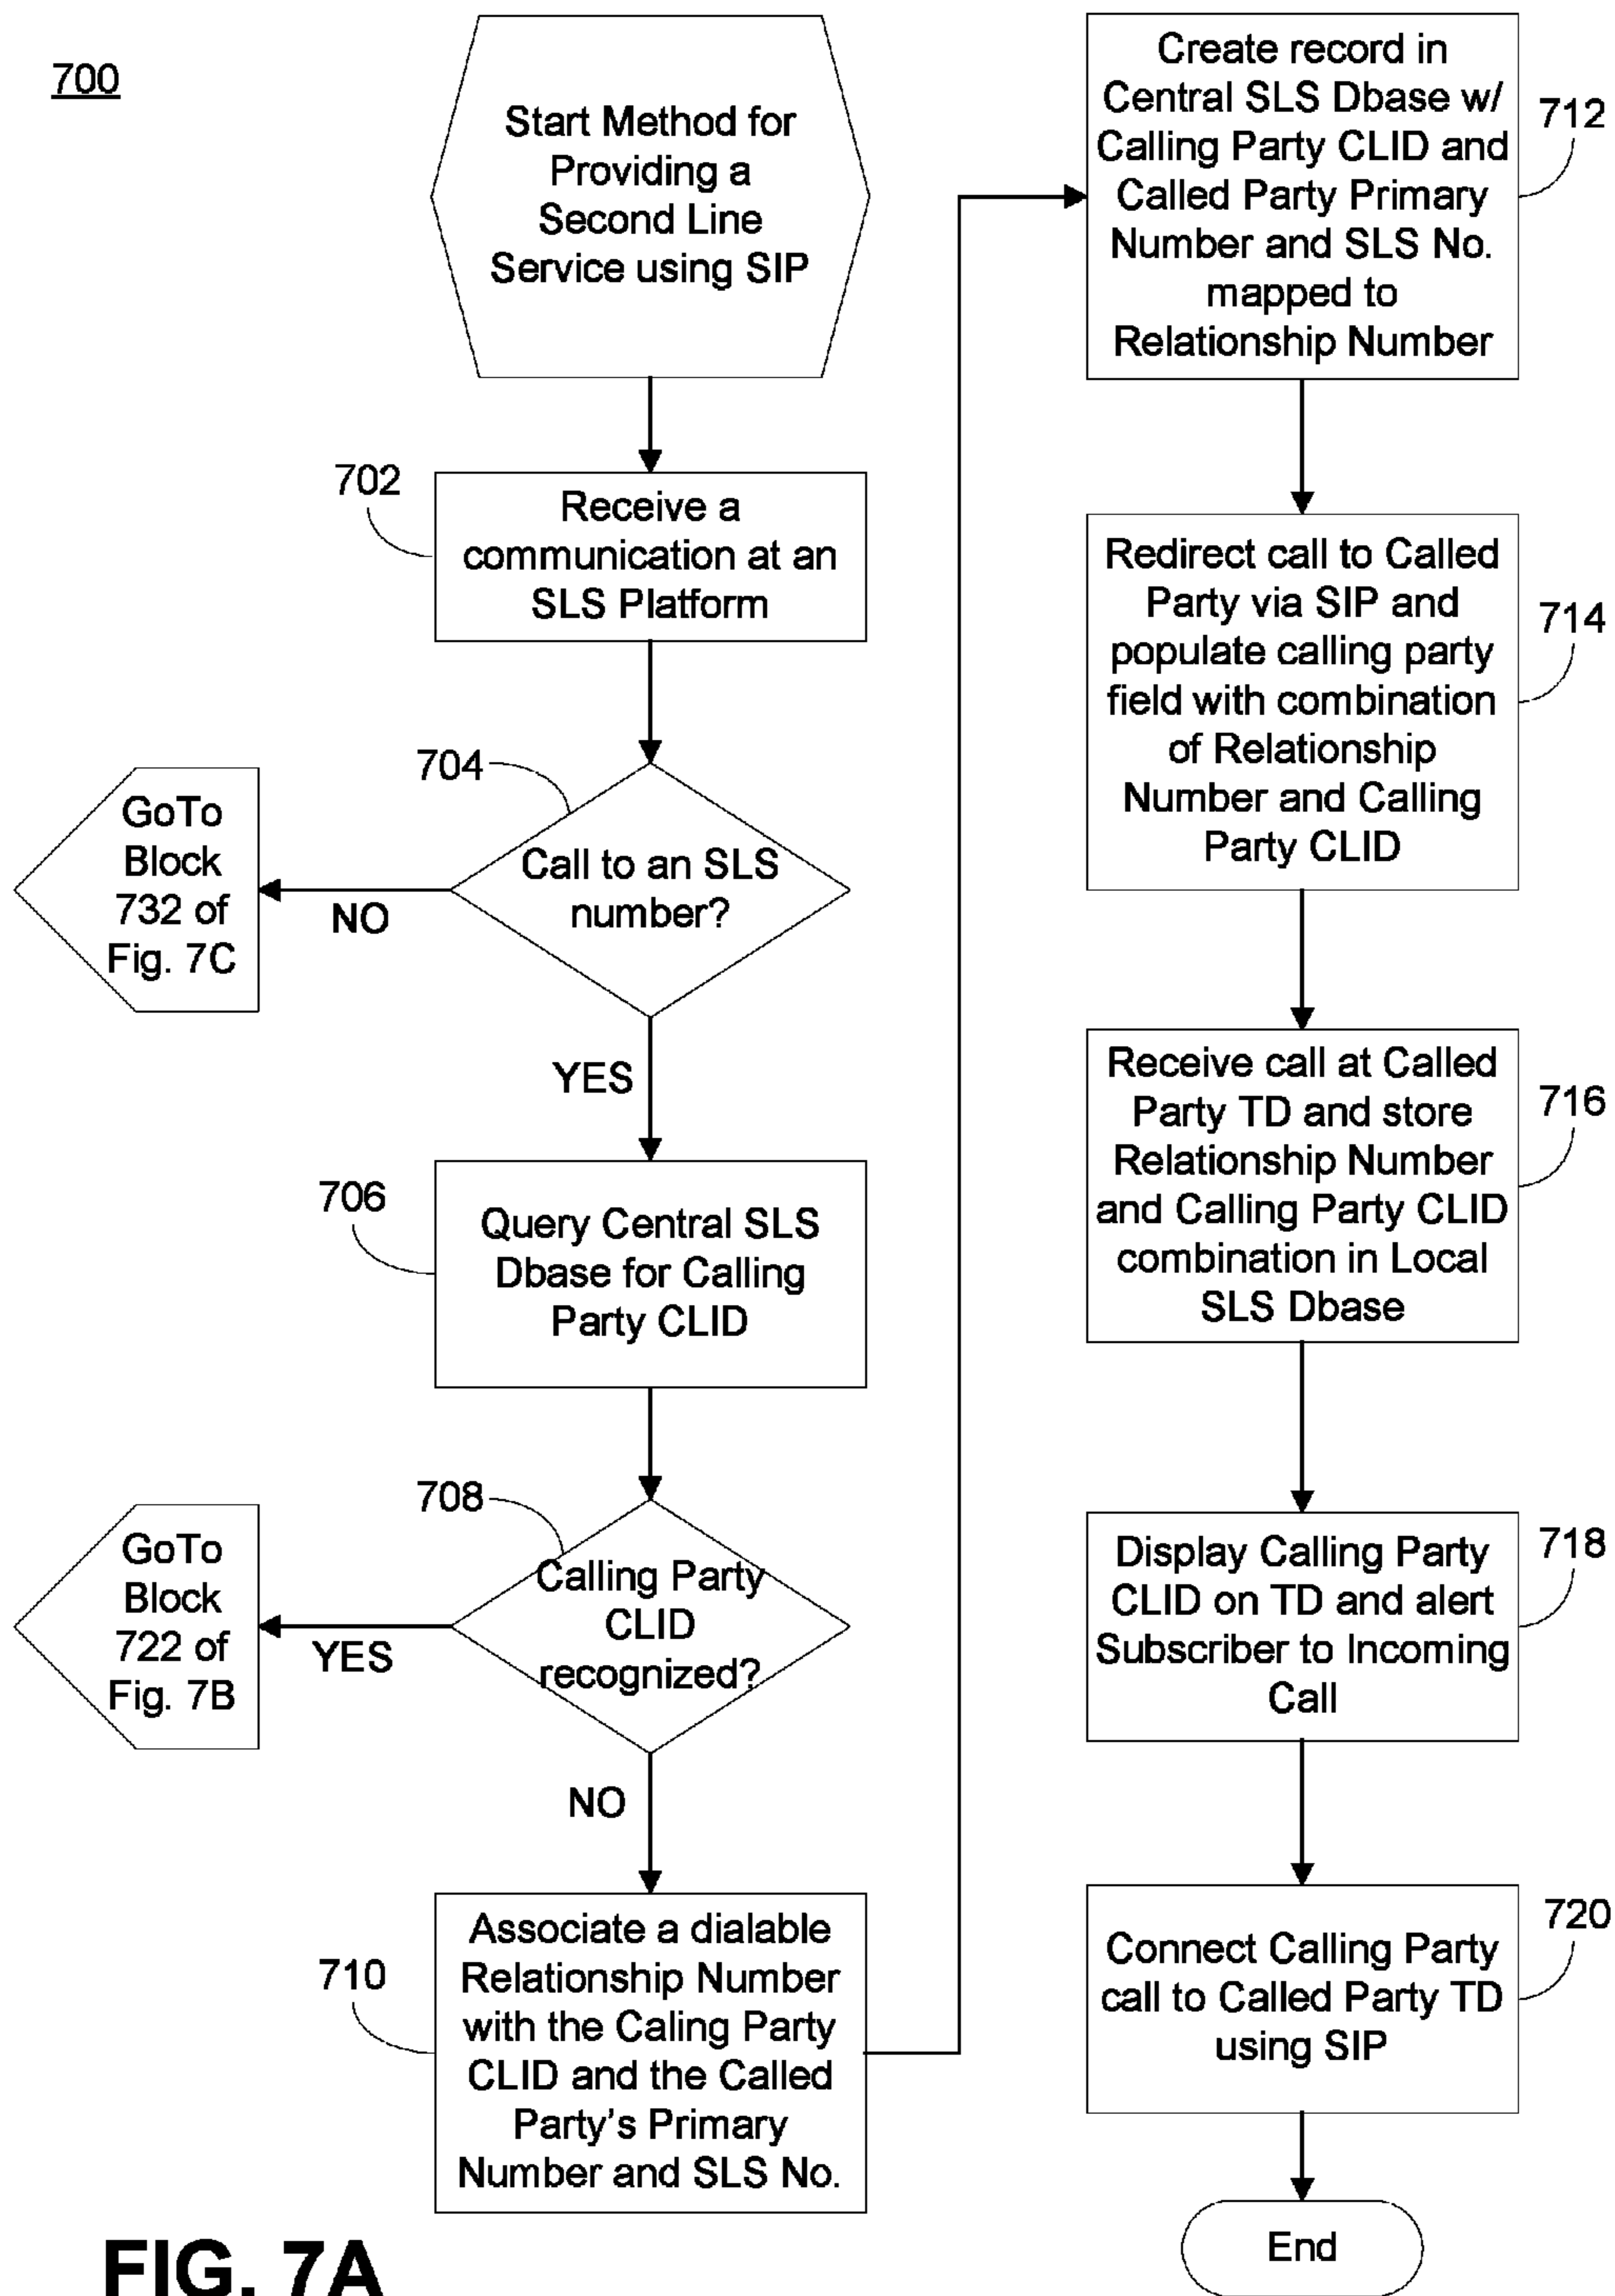 700
Start Method for
Providing a
Second Line
Service using SIP
702
Receive a
communication at an
SLS Platform
704
Call to an SLS
number?
NO
GoTo
Block
732 of
Fig. 7C
YES
706
Query Central SLS
Dbase for Calling
Party CLID
708
Calling Party
CLID
recognized?
YES
GoTo
Block
722 of
Fig. 7B
NO
710
Associate a dialable
Relationship Number
with the Caling Party
CLID and the Called
Party’s Primary
Number and SLS No.
Create record in
Central SLS Dbase w/
Calling Party CLID and
Called Party Primary
Number and SLS No.
mapped to
Relationship Number
712
Redirect call to Called
Party via SIP and
populate calling party
field with combination
of Relationship
Number and Calling
Party CLID
714
Receive call at Called
Party TD and store
Relationship Number
and Calling Party CLID
combination in Local
SLS Dbase
716
Display Calling Party
CLID on TD and alert
Subscriber to Incoming
Call
718
Connect Calling Party
call to Called Party TD
using SIP
720
End
FIG. 7A